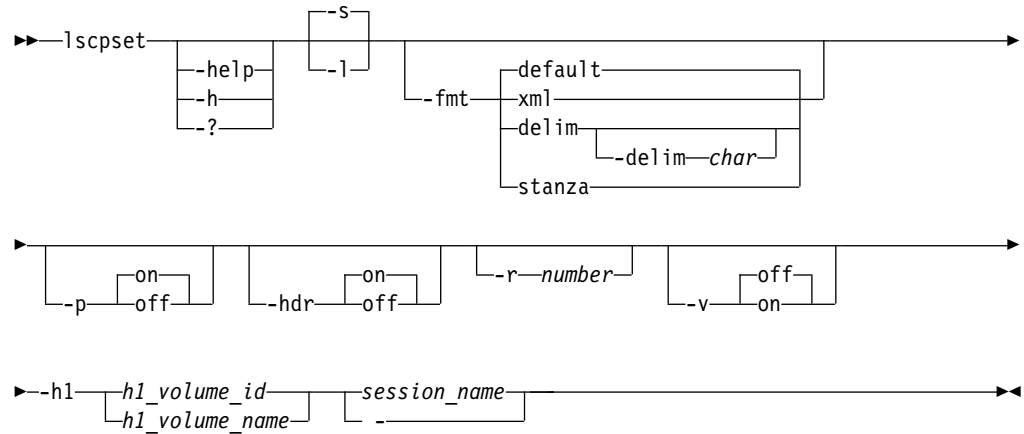 -s
lscpset
-help
-l
-h
-?
default
-fmt xml
delim
-delim char
stanza
on on off
-p off -hdr off -r number -v on
-h1 h1_volume_id session_name
h1_volume_name -